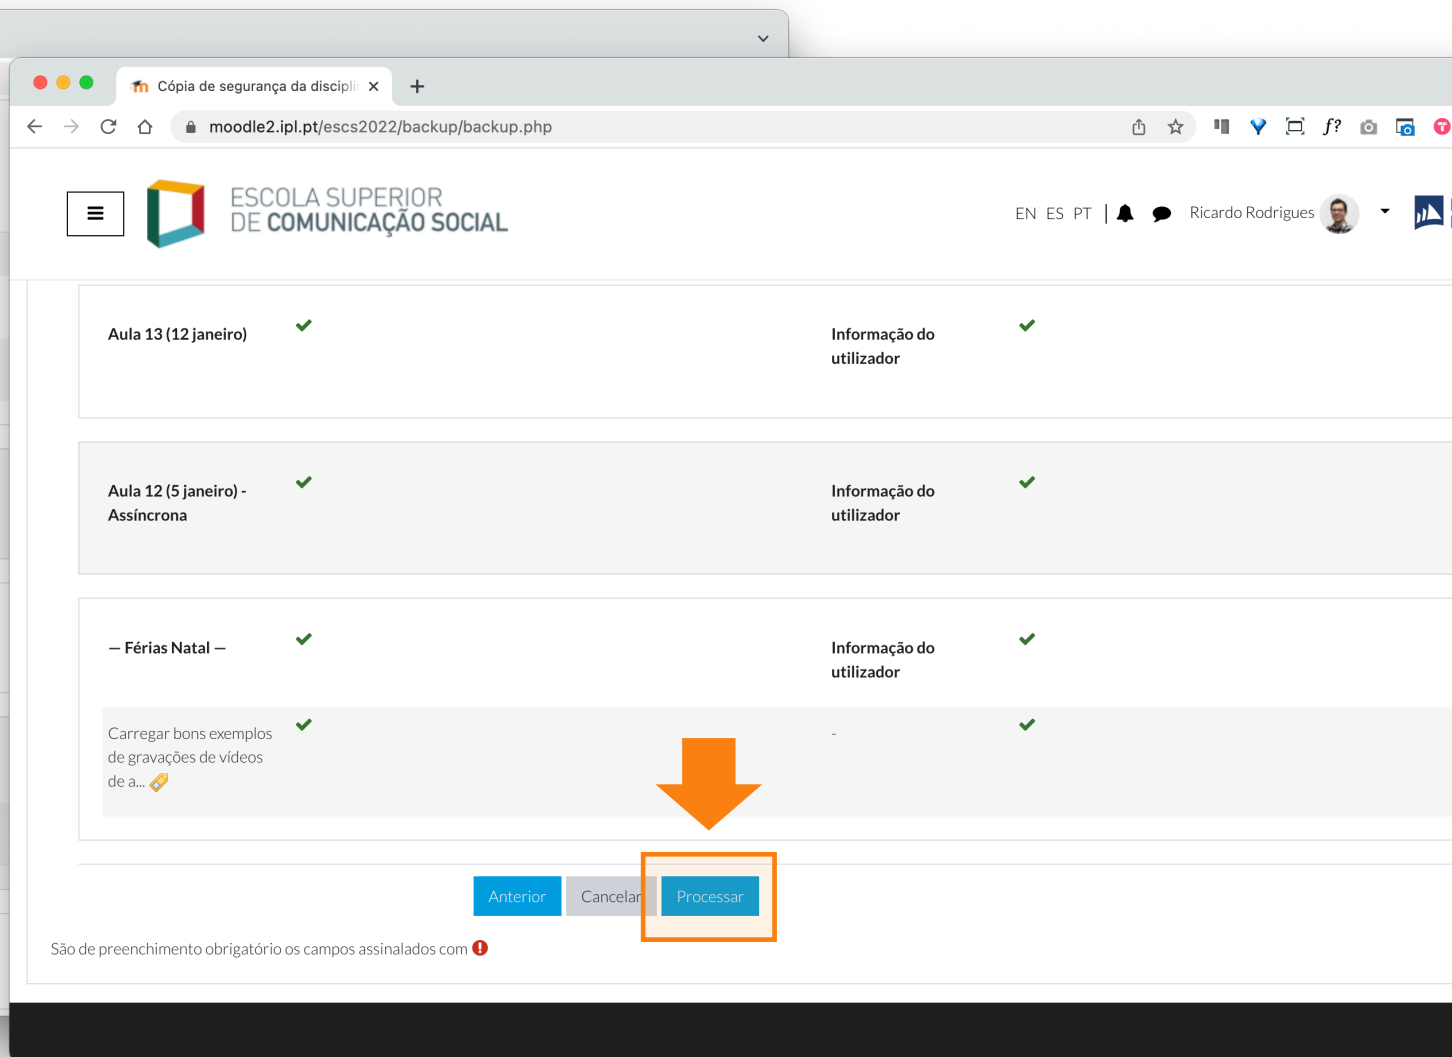 Cópia de segurança da discipli
moodle2.ipl.pt/escs2022/backup/backup.php
f?
ESCOLA SUPERIOR
DE COMUNICAÇÃO SOCIAL
EN ES PT | Ricardo Rodrigues
Aula 13 (12 janeiro)
Informação do
utilizador
Aula 12 (5 janeiro) -
Assíncrona
Informação do
utilizador
— Férias Natal —
Informação do
utilizador
Carregar bons exemplos
de gravações de vídeos
de a...
-
Anterior
Cancelar
Processar
São de preenchimento obrigatório os campos assinalados com